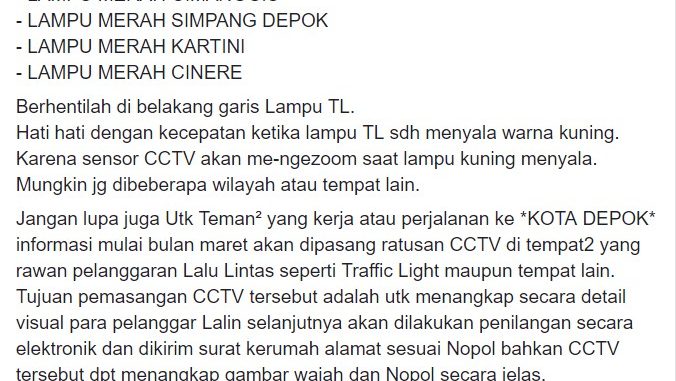 - LAMPU MERAH SIMPANG DEPOK
- LAMPU MERAH KARTINI
- LAMPU MERAH CINERE
Berhentilah di belakang garis Lampu TL.
Hati hati dengan kecepatan ketika lampu TL sdh menyala warna kuning.
Karena sensor CCTV akan me-ngezoom saat lampu kuning menyala.
Mungkin jg dibeberapa wilayah atau tempat lain.
Jangan lupa juga Utk Teman² yang kerja atau perjalanan ke *KOTA DEPOK*
informasi mulai bulan maret akan dipasang ratusan CCTV di tempat2 yang
rawan pelanggaran Lalu Lintas seperti Traffic Light maupun tempat lain.
Tujuan pemasangan CCTV tersebut adalah utk menangkap secara detail
visual para pelanggar Lalin selanjutnya akan dilakukan penilangan secara
elektronik dan dikirim surat kerumah alamat sesuai Nopol bahkan CCTV
tersebut dpt menangkap gambar wajah dan Nopol secara jelas.